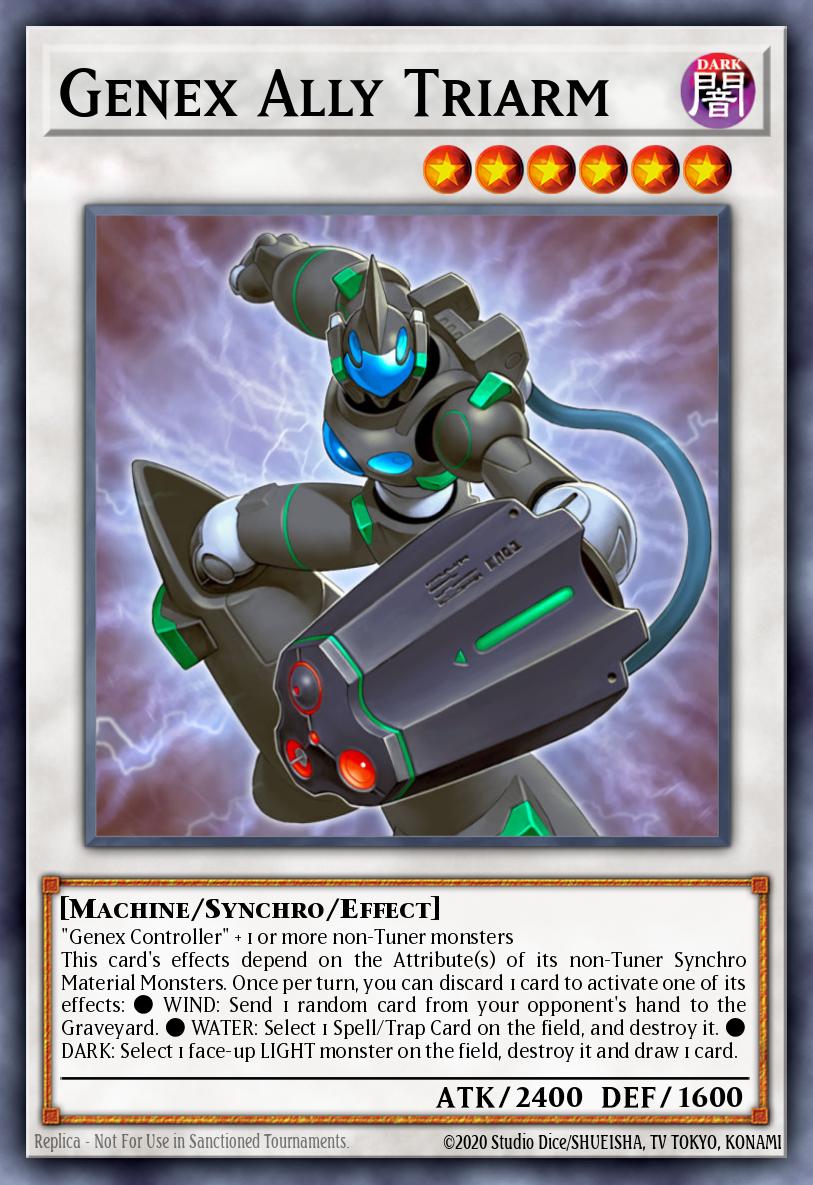 Genex Ally Triarm
DARK
闇
[Machine/Synchro/Effect]
"Genex Controller" + 1 or more non-Tuner monsters
This card's effects depend on the Attribute(s) of its non-Tuner Synchro
Material Monsters. Once per turn, you can discard 1 card to activate one of its
effects: ● WIND: Send 1 random card from your opponent's hand to the
Graveyard. ● WATER: Select 1 Spell/Trap Card on the field, and destroy it. ●
DARK: Select 1 face-up LIGHT monster on the field, destroy it and draw 1 card.
ATK/2400 DEF/1600
Replica - Not For Use in Sanctioned Tournaments.
©2020 Studio Dice/SHUEISHA, TV TOKYO, KONAMI